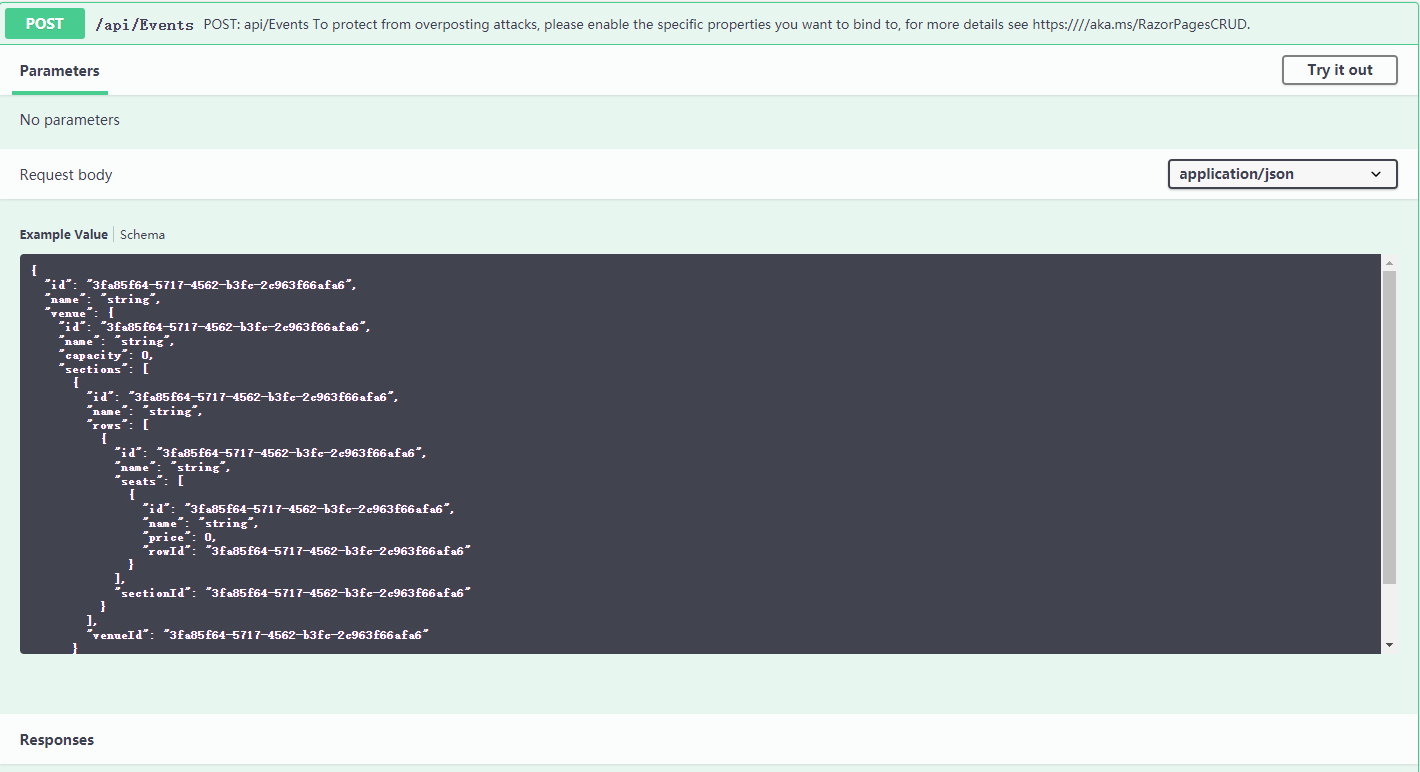 POST /api/Events POST: api/Events To protect from overposting attacks, please enable the specific properties you want to bind to, for more details see https:////aka.ms/RazorPagesCRUD.
Parameters Try it out
No parameters
Request body application/json
Example Value Schema
{
"id": "3fa85f64-5717-4562-b3fc-2c963f66afa6",
"name": "string",
"venue": {
"id": "3fa85f64-5717-4562-b3fc-2c963f66afa6",
"name": "string",
"capacity": 0,
"sections": [
{
"id": "3fa85f64-5717-4562-b3fc-2c963f66afa6",
"name": "string",
"rows": [
{
"id": "3fa85f64-5717-4562-b3fc-2c963f66afa6",
"name": "string",
"seats": [
{
"id": "3fa85f64-5717-4562-b3fc-2c963f66afa6",
"name": "string",
"price": 0,
"rowId": "3fa85f64-5717-4562-b3fc-2c963f66afa6"
}
],
"sectionId": "3fa85f64-5717-4562-b3fc-2c963f66afa6"
}
],
"venueId": "3fa85f64-5717-4562-b3fc-2c963f66afa6"
}
Responses